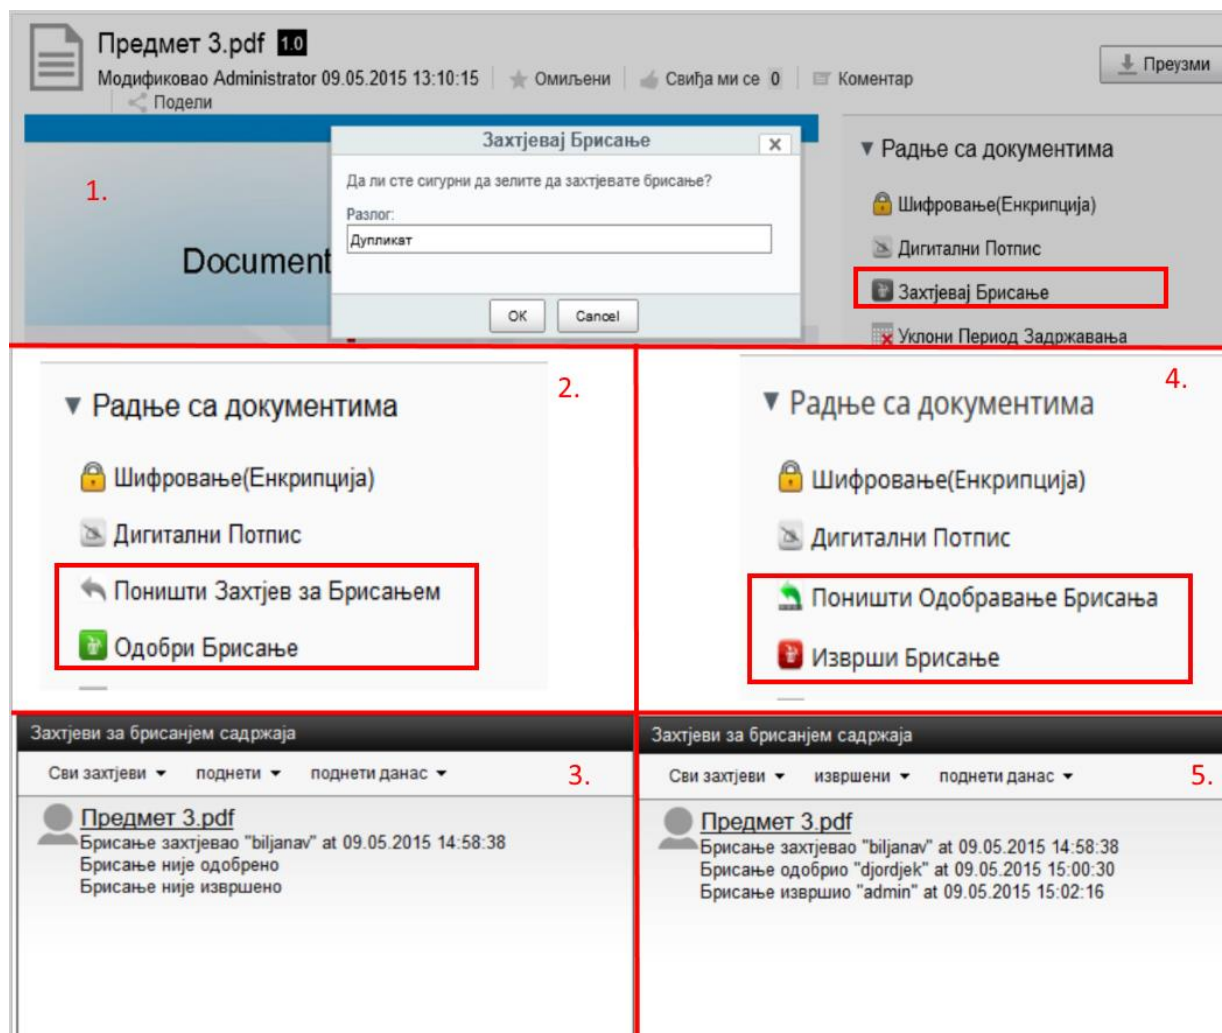 Предмет 3.pdf 1.0
Модификовао Administrator 09.05.2015 13:10:15 Омиљени Свиђа ми се 0 Коментар
Подели
Преузми
1.
Document
Захтјевај Брисање X
Да ли сте сигурни да зелите да захтјевате брисање?
Разлог:
Дупликат
OK Cancel
Радње са документима
Шифровање(Енкрипција)
Дигитални Потпис
Захтјевај Брисање
Уклони Период Задржавања
2.
Радње са документима
Шифровање(Енкрипција)
Дигитални Потпис
Поништи Захтјев за Брисањем
Одобри Брисање
4.
Радње са документима
Шифровање(Енкрипција)
Дигитални Потпис
Поништи Одобравање Брисања
Изврши Брисање
Захтјеви за брисанјем садржаја
Сви захтјеви поднети поднети данас 3.
Предмет 3.pdf
Брисање захтјевао "biljanav" at 09.05.2015 14:58:38
Брисање није одобрено
Брисање није извршено
Захтјеви за брисанјем садржаја
Сви захтјеви извршени поднети данас 5.
Предмет 3.pdf
Брисање захтјевао "biljanav" at 09.05.2015 14:58:38
Брисање одобрио "djordjek" at 09.05.2015 15:00:30
Брисање извршио "admin" at 09.05.2015 15:02:16